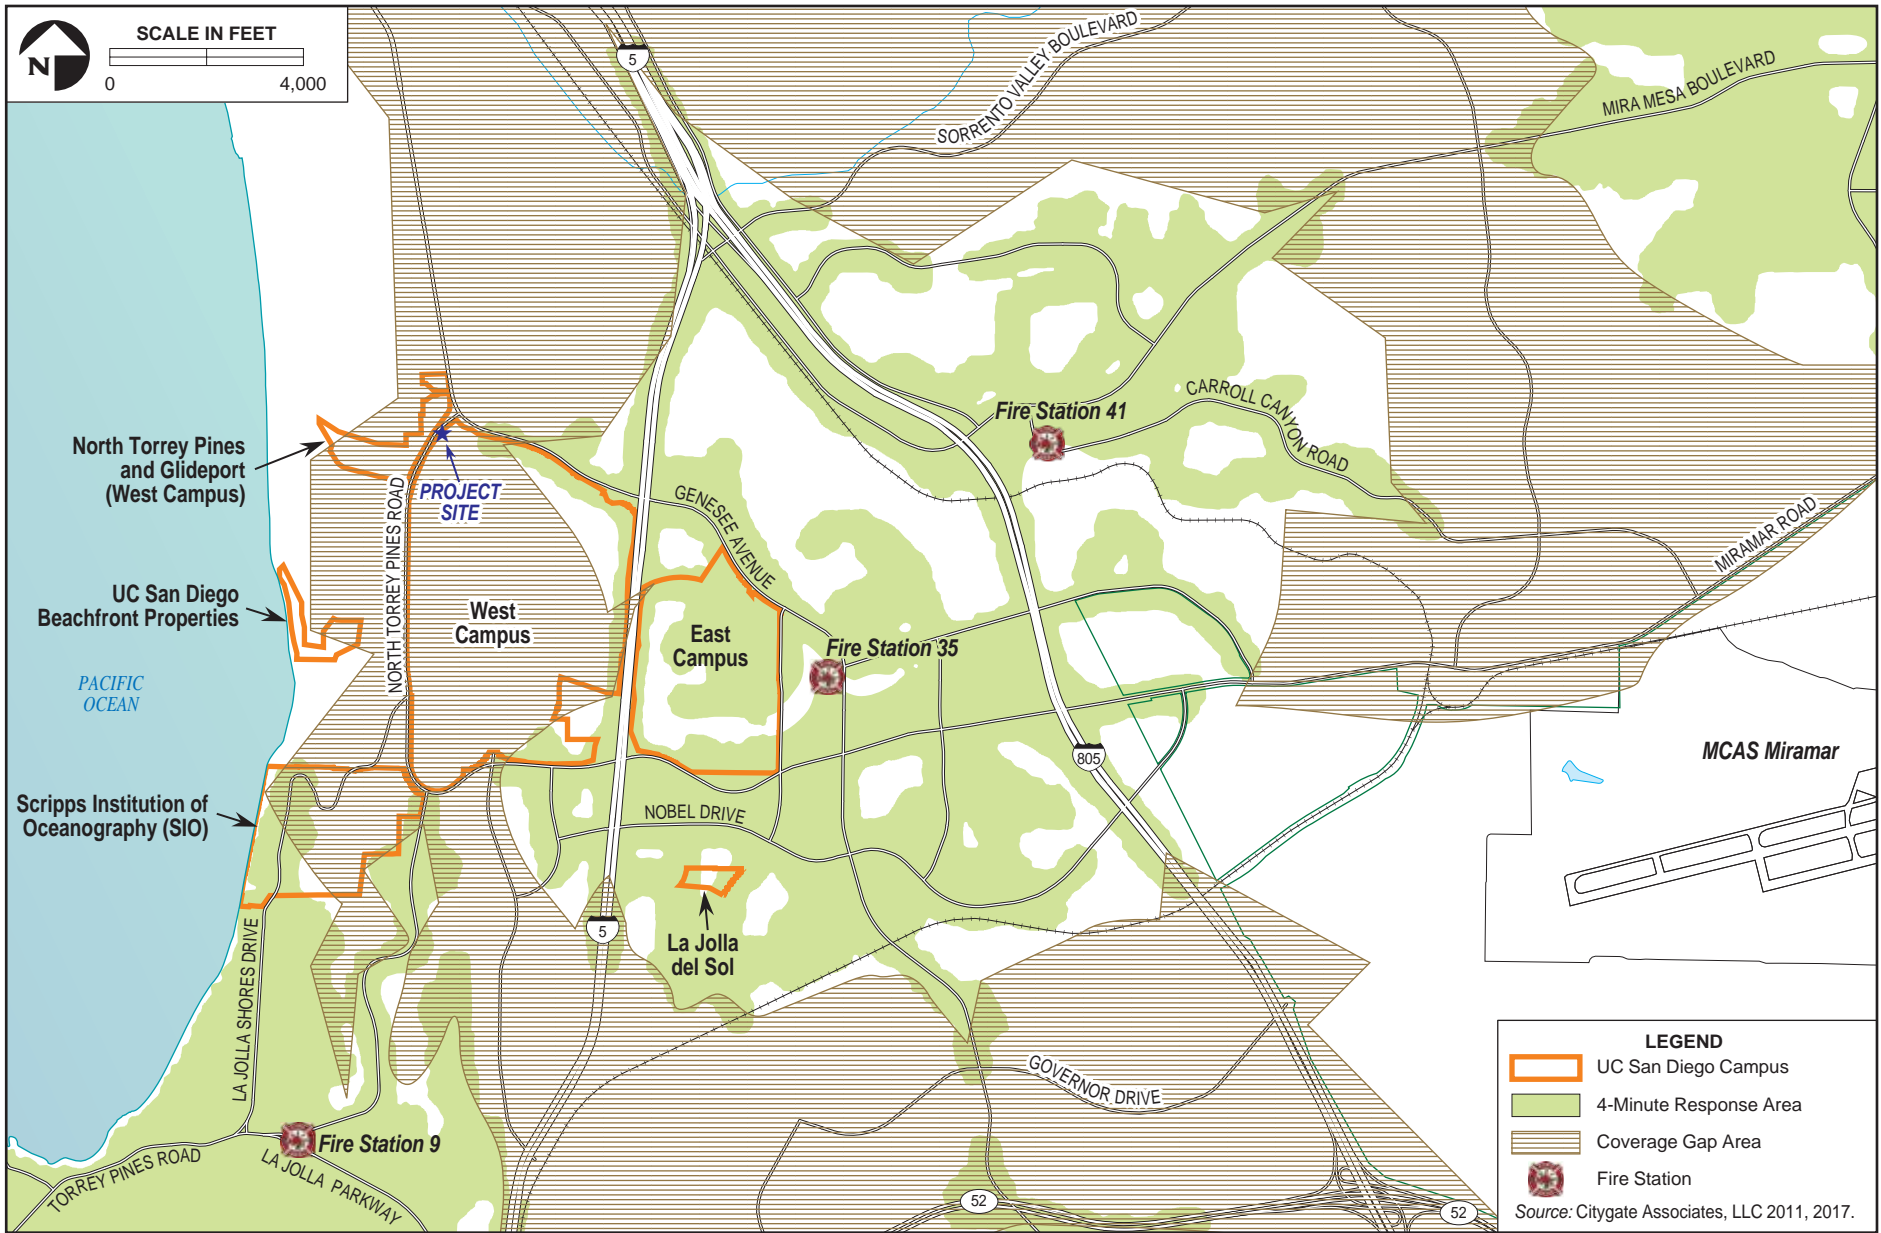 SCALE IN FEET
N
0
4,000
5
SORRENTO VALLEY BOULEVARD
MIRA MESA BOULEVARD
Fire Station 41
CARROLL CANYON ROAD
North Torrey Pines
and Glideport
(West Campus)
PROJECT
SITE
NORTH TORREY PINES ROAD
GENESEE AVENUE
MIRAMAR ROAD
UC San Diego
Beachfront Properties
West
Campus
East
Campus
Fire Station 35
PACIFIC
OCEAN
805
MCAS Miramar
Scripps Institution of
Oceanography (SIO)
NOBEL DRIVE
5
La Jolla
del Sol
LA JOLLA SHORES DRIVE
GOVERNOR DRIVE
Fire Station 9
TORREY PINES ROAD
LA JOLLA PARKWAY
52
52
LEGEND
UC San Diego Campus
4-Minute Response Area
Coverage Gap Area
Fire Station
Source: Citygate Associates, LLC 2011, 2017.